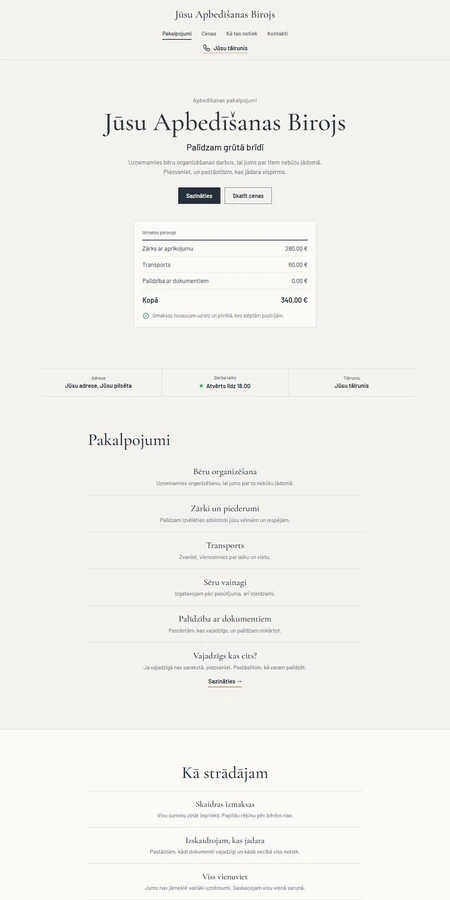 Jūsu Apbedīšanas Birojs
Pakalpojumi Cenas Kā tas notiek Kontakti
Jūsu tālrunis
Apbedīšanas pakalpojumi
Jūsu Apbedīšanas Birojs
Palīdzam grūtā brīdī
Uzņemamies bēru organizēšanas darbus, lai jums par tiem nebūtu jādomā.
Piezvaniet, un pastāstīsim, kas jādara vispirms.
Sazināties Skatīt cenas
Izmaksu paraugs
Zārks ar aprīkojumu 280,00 €
Transports 60,00 €
Palīdzība ar dokumentiem 0,00 €
Kopā 340,00 €
Izmaksas nosaucam uzreiz un pilnībā, bez slēptām pozīcijām.
Adrese Darba laiks Tālrunis
Jūsu adrese, Jūsu pilsēta Atvērts līdz 18.00 Jūsu tālrunis
Pakalpojumi
Bēru organizēšana
Uzņemamies organizēšanu, lai jums par to nebūtu jādomā.
Zārki un piederumi
Palīdzam izvēlēties atbilstoši jūsu vēlmēm un iespējām.
Transports
Zvaniet, vienosimies par laiku un vietu.
Sēru vainagi
Izgatavojam pēc pasūtījuma, arī steidzami.
Palīdzība ar dokumentiem
Pastāstām, kas vajadzīgs, un palīdzam nokārtot.
Vajadzīgs kas cits?
Ja vajadzīgā nav sarakstā, piezvaniet. Pastāstīsim, kā varam palīdzēt.
Sazināties →
Kā strādājam
Skaidras izmaksas
Visu summu zināt iepriekš. Papildu rēķinu pēc bērēm nav.
Izskaidrojam, kas jādara
Pastāstām, kādi dokumenti vajadzīgi un kādā secībā viss notiek.
Viss vienuviet
Jums nav jāmeklē vairāki uzņēmumi. Saskaņojam visu vienā sarunā.